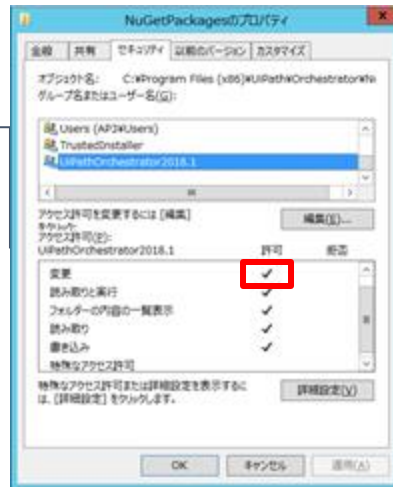 NuGetPackagesのプロパティ
全般 共有 セキュリティ 以前のバージョン カスタマイズ
オブジェクト名: C:¥Program Files (x86)¥UiPath¥Orchestrator¥Nu
グループ名またはユーザー名(G):
Users (AP3¥Users)
TrustedInstaller
UiPathOrchestrator2018.1
アクセス許可を変更するには [編集]
をクリック
編集(E)...
アクセス許可(P):
UiPathOrchestrator2018.1 許可 拒否
変更
読み取りと実行
フォルダーの内容の一覧表示
読み取り
書き込み
特殊なアクセス許可
特殊なアクセス許可または詳細設定を表示するに
は、[詳細設定] をクリックします。
詳細設定(V)
OK キャンセル 適用(A)